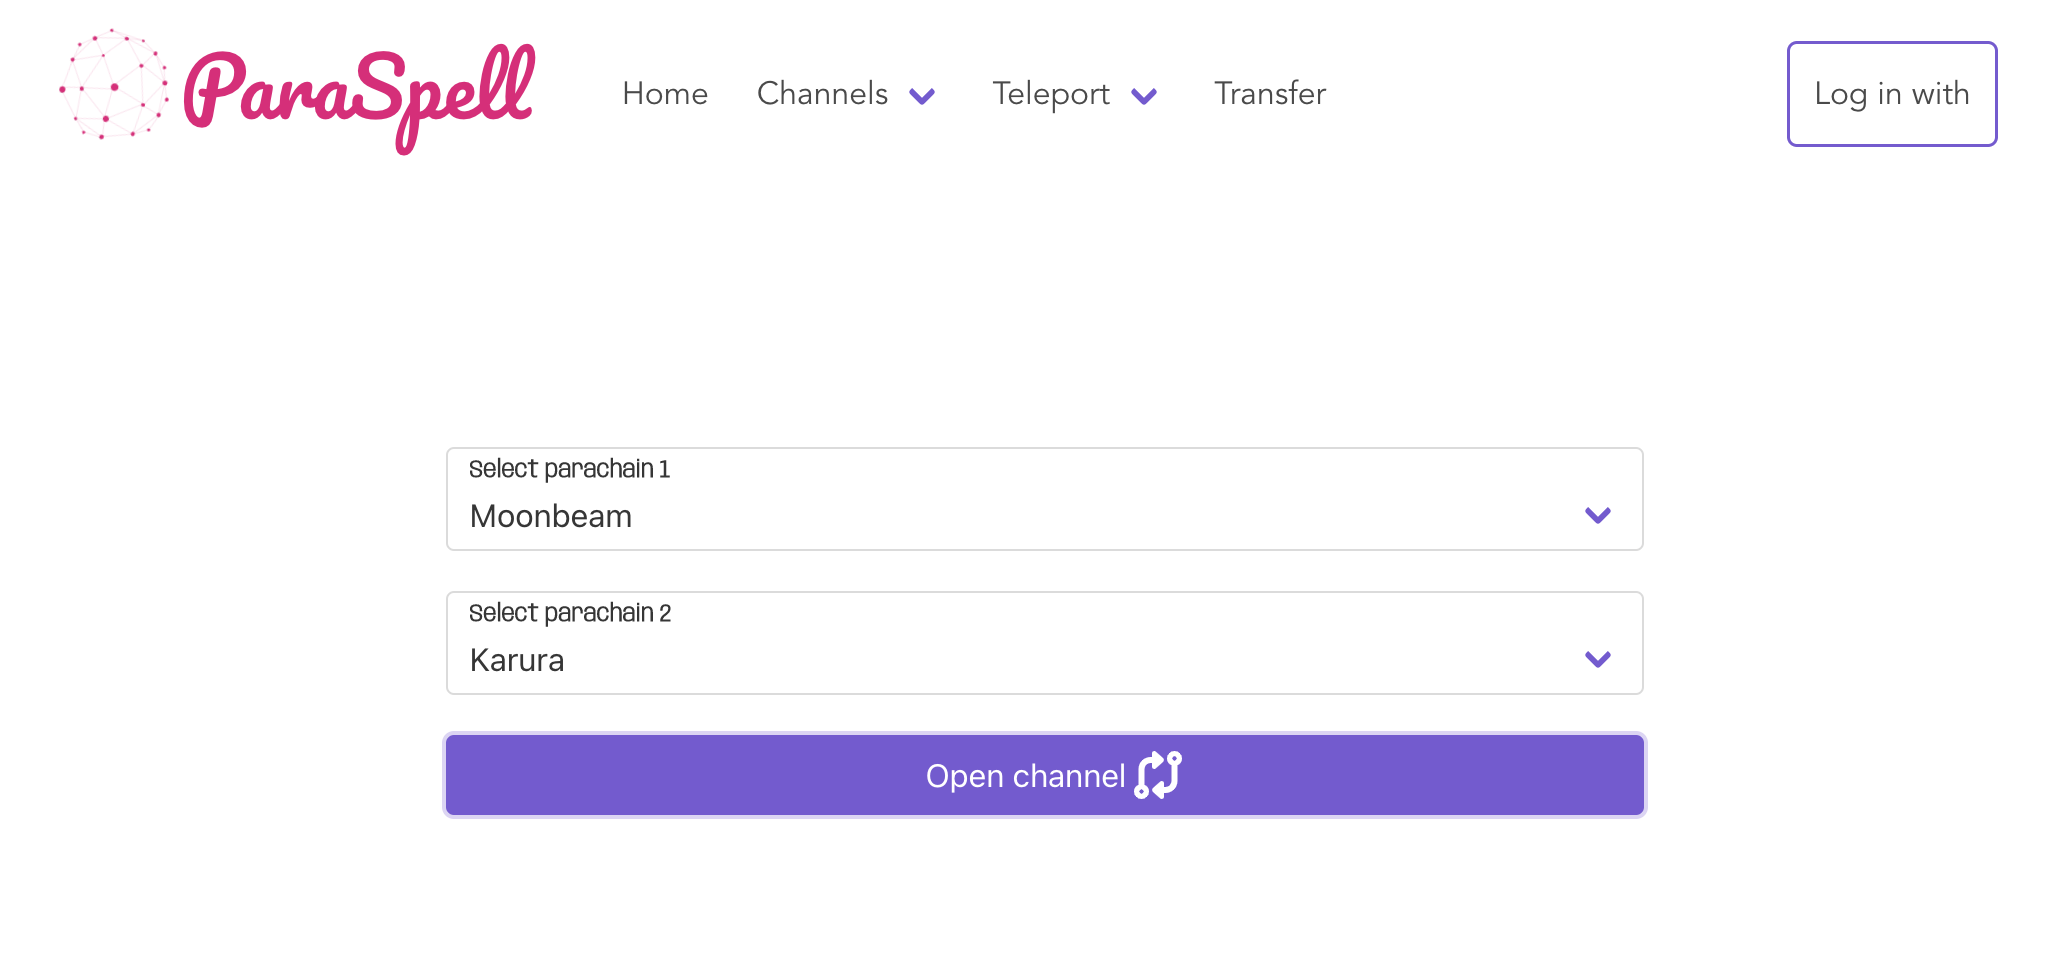 ParaSpell
Home Channels Teleport Transfer
Log in with
Select parachain 1
Moonbeam
Select parachain 2
Karura
Open channel